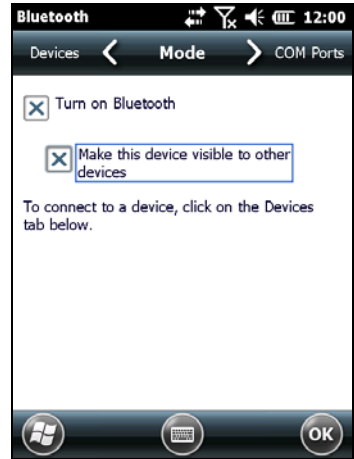 Bluetooth 12:00
Devices Mode COM Ports
Turn on Bluetooth
Make this device visible to other
devices
To connect to a device, click on the Devices
tab below.
OK